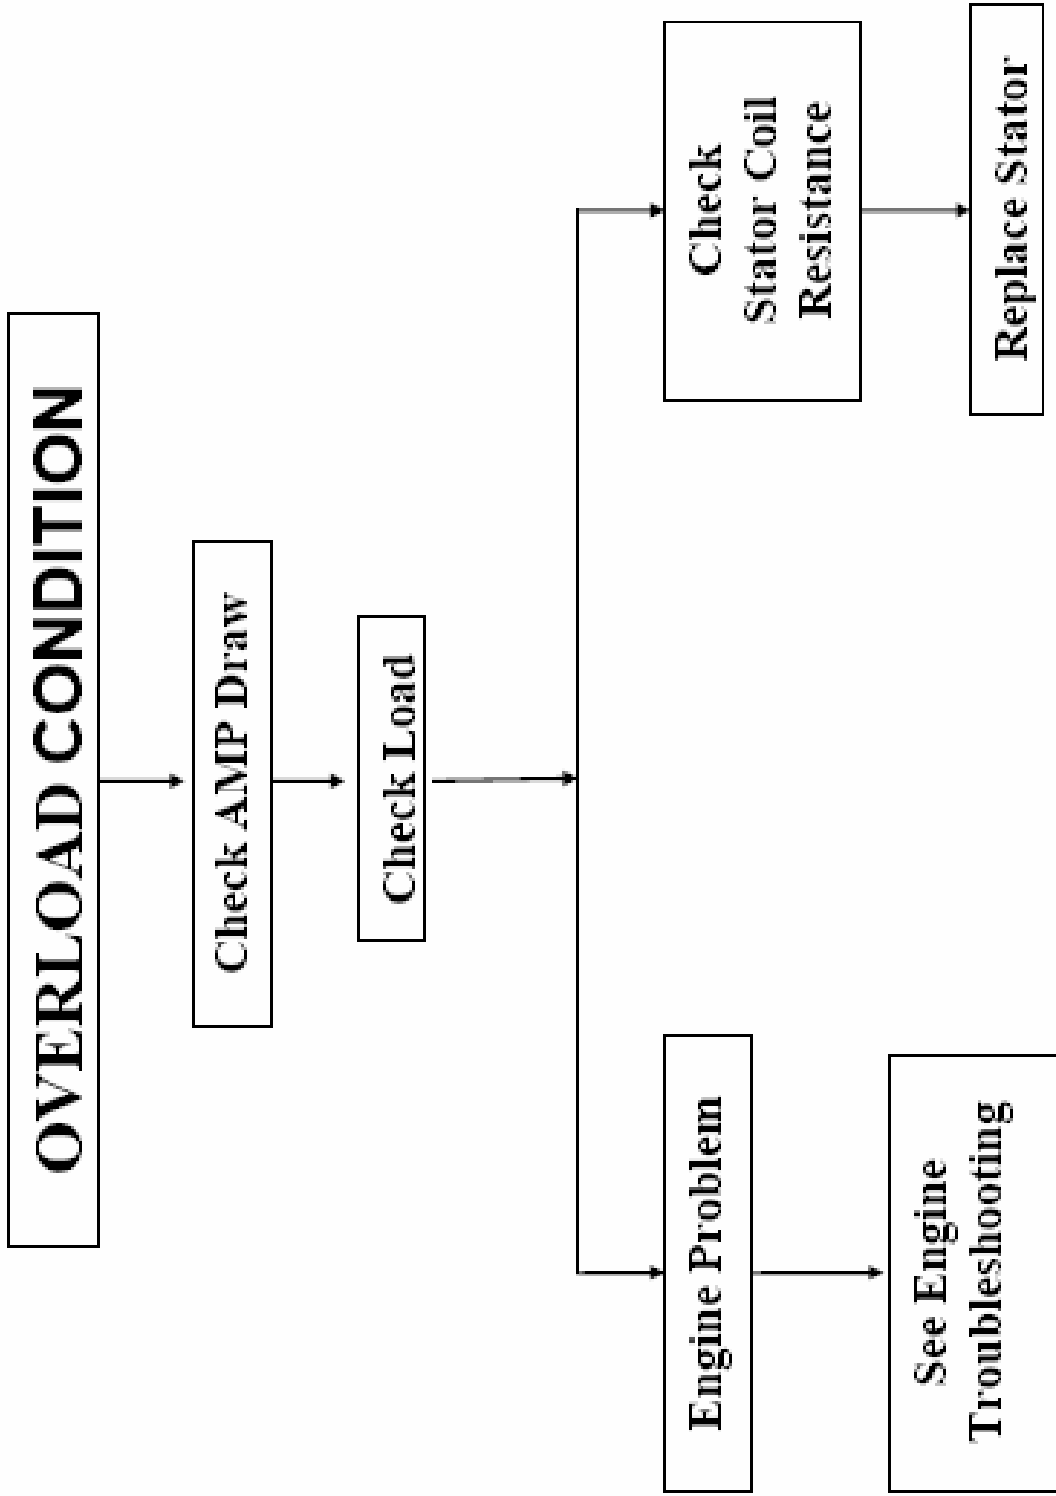 OVERLOAD CONDITION
Check AMP Draw
Check Load
Engine Problem
See Engine
Troubleshooting
Check
Stator Coil
Resistance
Replace Stator